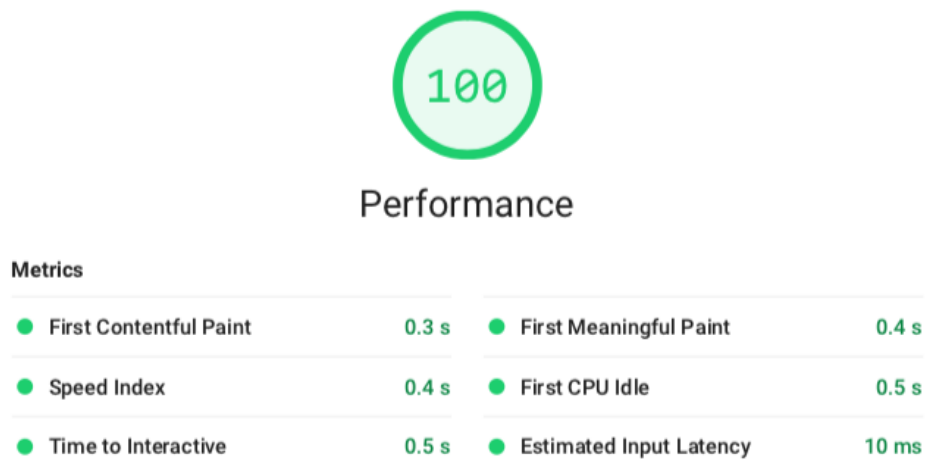 100
Performance
Metrics
First Contentful Paint 0.3 s
First Meaningful Paint 0.4 s
Speed Index 0.4 s
First CPU Idle 0.5 s
Time to Interactive 0.5 s
Estimated Input Latency 10 ms